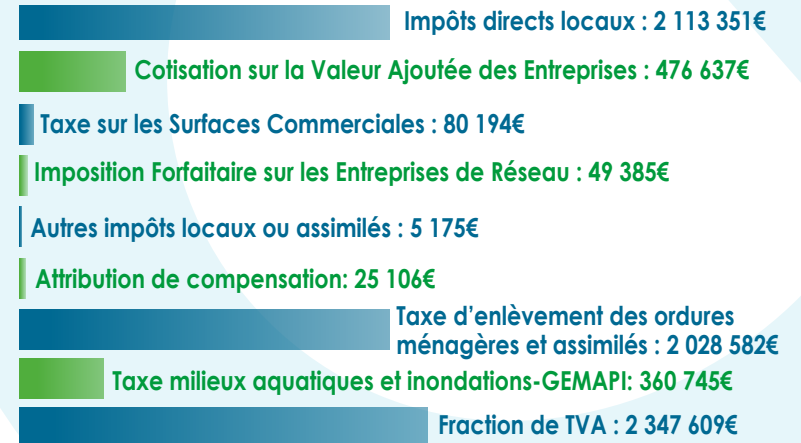 Impôts directs locaux : 2 113 351€
Cotisation sur la Valeur Ajoutée des Entreprises : 476 637€
Taxe sur les Surfaces Commerciales : 80 194€
Imposition Forfaitaire sur les Entreprises de Réseau : 49 385€
Autres impôts locaux ou assimilés : 5 175€
Attribution de compensation: 25 106€
Taxe d’enlèvement des ordures
ménagères et assimilés : 2 028 582€
Taxe milieux aquatiques et inondations-GEMAPI: 360 745€
Fraction de TVA : 2 347 609€